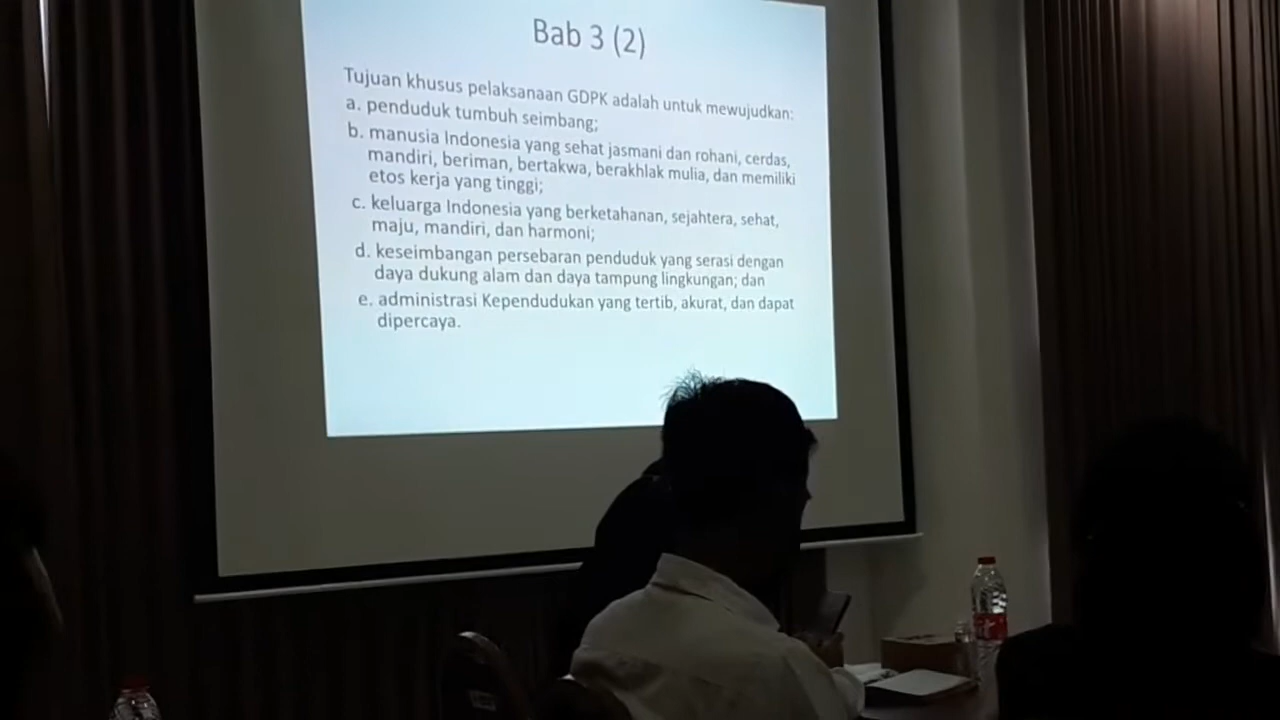 Bab 3 (2)
Tujuan khusus pelaksanaan GDPK adalah untuk mewujudkan:
a. penduduk tumbuh seimbang;
b. manusia Indonesia yang sehat jasmani dan rohani, cerdas,
mandiri, beriman, bertakwa, berakhlak mulia, dan memiliki
etos kerja yang tinggi;
c. keluarga Indonesia yang berketahanan, sejahtera, sehat,
maju, mandiri, dan harmoni;
d. keseimbangan persebaran penduduk yang serasi dengan
daya dukung alam dan daya tampung lingkungan; dan
e. administrasi Kependudukan yang tertib, akurat, dan dapat
dipercaya.